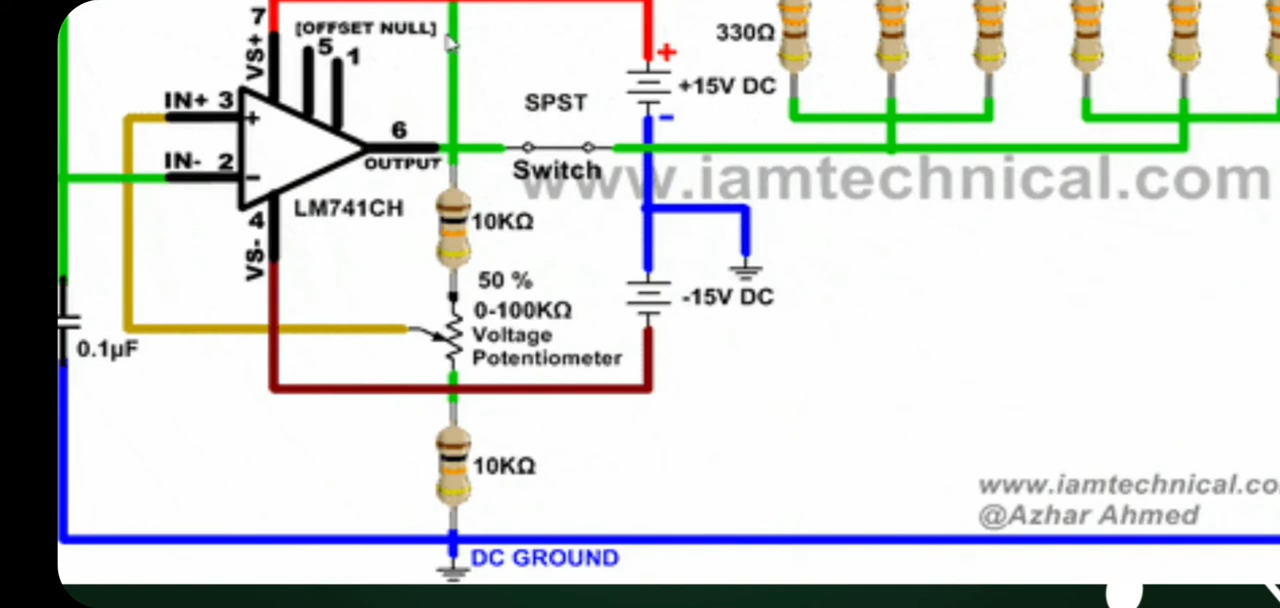 7
[OFFSET NULL]
5
1
VS+
330Ω
+
+15V DC
IN+ 3
+
SPST
-
6
OUTPUT
IN- 2
-
Switch
www.iamtechnical.com
4
LM741CH
VS-
10KΩ
50 %
0-100KΩ
Voltage
Potentiometer
-15V DC
0.1µF
10KΩ
www.iamtechnical.co
@Azhar Ahmed
DC GROUND